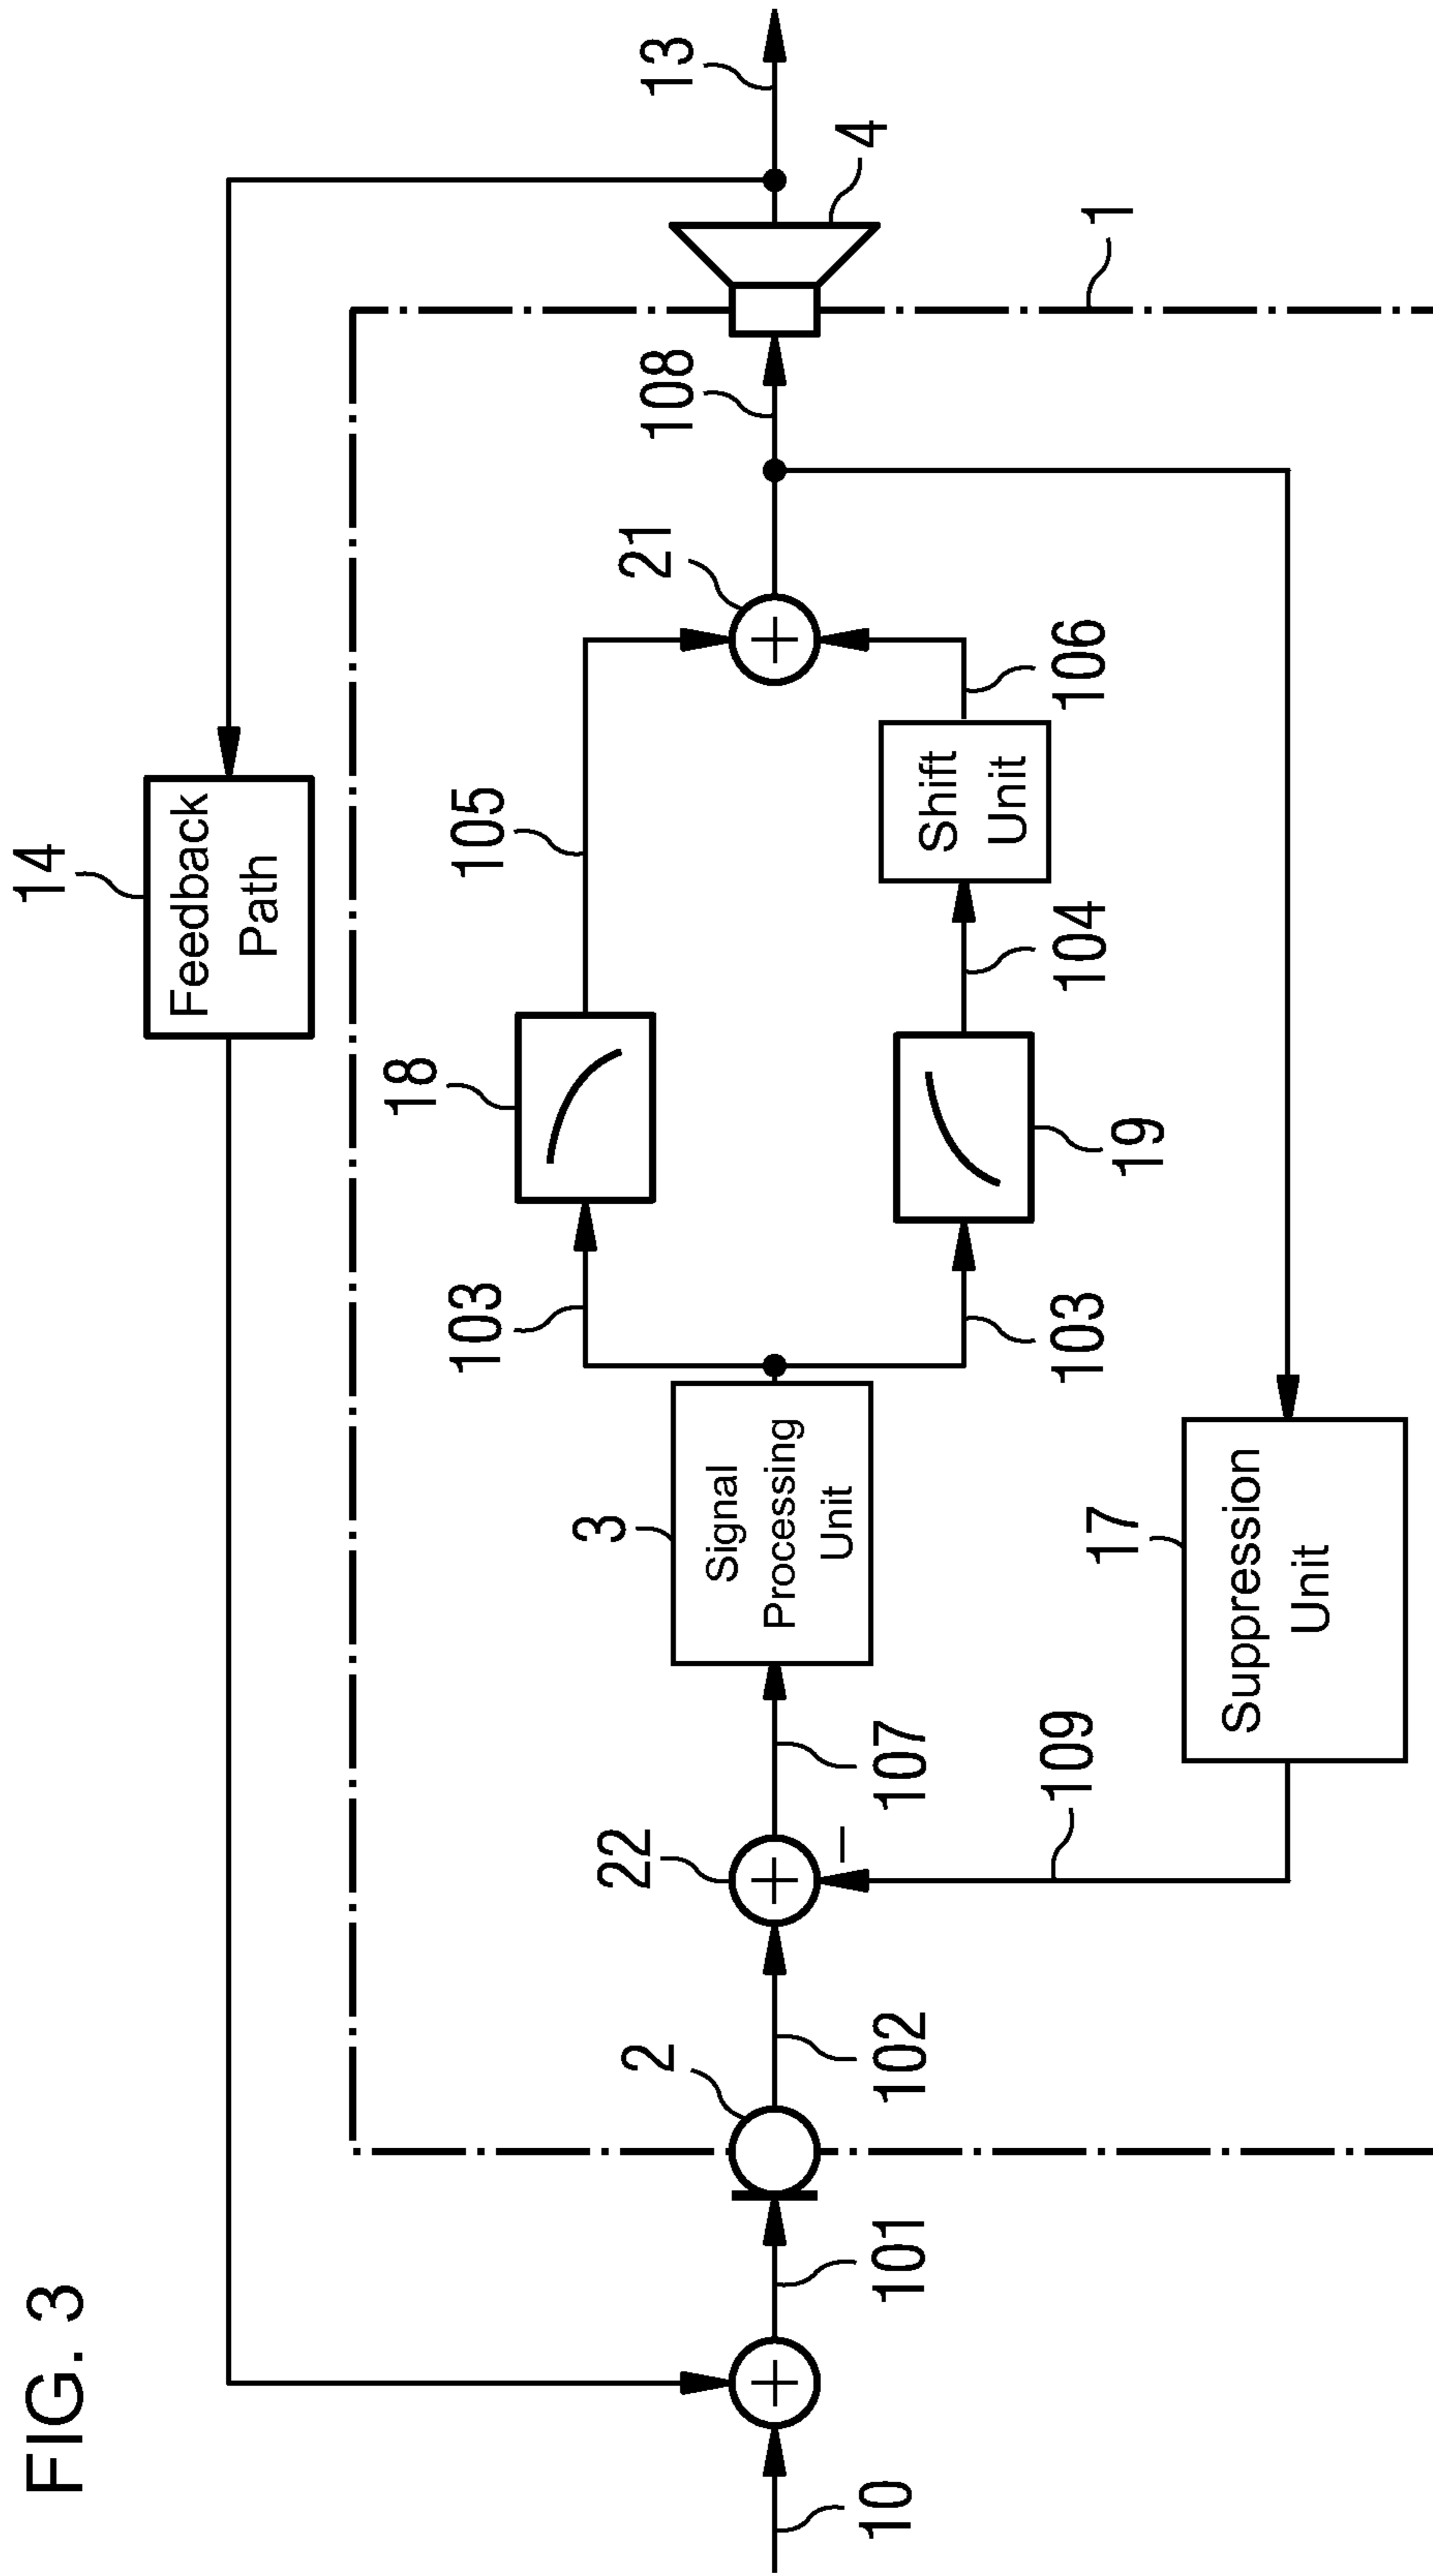 FIG. 3
14
Feedback
Path
13
4
1
108
21
105
106
Shift
Unit
18
104
19
103
103
3
Signal
Processing
Unit
17
Suppression
Unit
107
109
22
+
−
+
2
102
101
+
10